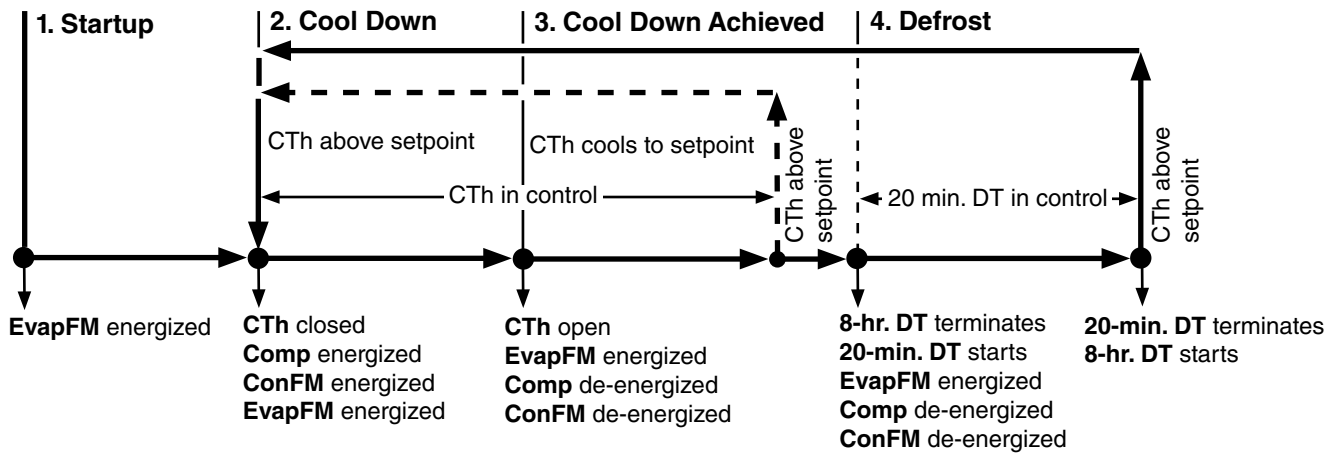 1. Startup
2. Cool Down
3. Cool Down Achieved
4. Defrost
CTh above setpoint
CTh cools to setpoint
CTh in control
CTh above
setpoint
20 min. DT in control
CTh above
setpoint
EvapFM energized
CTh closed
Comp energized
ConFM energized
EvapFM energized
CTh open
EvapFM energized
Comp de-energized
ConFM de-energized
8-hr. DT terminates
20-min. DT starts
EvapFM energized
Comp de-energized
ConFM de-energized
20-min. DT terminates
8-hr. DT starts